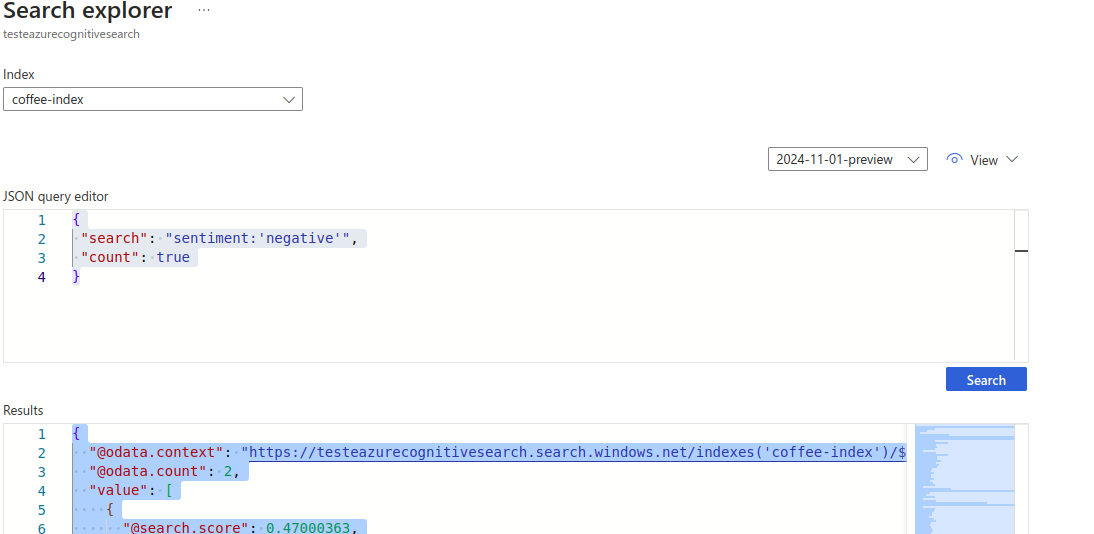 Search explorer ...
testeazurecognitivesearch
Index
coffee-index
2024-11-01-preview View
JSON query editor
1 {
2 "search": "sentiment:'negative'",
3 "count": true
4 }
Search
Results
1 {
2 "@odata.context": "https://testeazurecognitivesearch.search.windows.net/indexes('coffee-index')/$
3 "@odata.count": 2,
4 "value": [
5 {
6 "@search.score": 0.47000363,